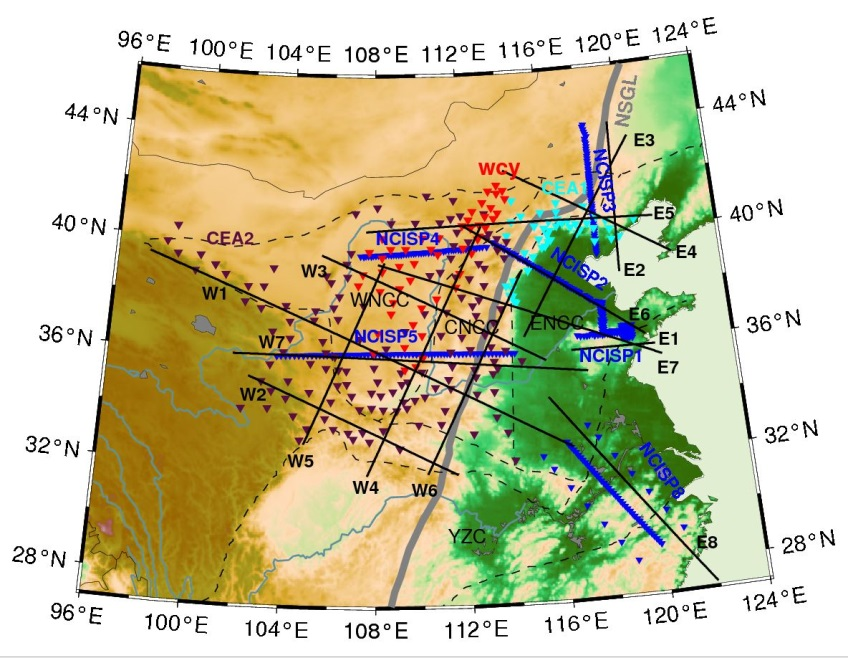 96°E 100°E 104°E 108°E 112°E 116°E 120°E 124°E
44°N
44°N
NSGL
E3
WCV
CEA1
NCISP3
40°N
40°N
CEA2
NCISP4
E5
E4
E2
W3
NCISP2
W1
WNCC
E6
CNCC
ENCC
36°N
36°N
W7
NCISP5
E1
NCISP1
E7
W2
32°N
32°N
W5
W4
W6
NCISP8
YZC
E8
28°N
28°N
96°E 100°E 104°E 108°E 112°E 116°E 120°E 124°E